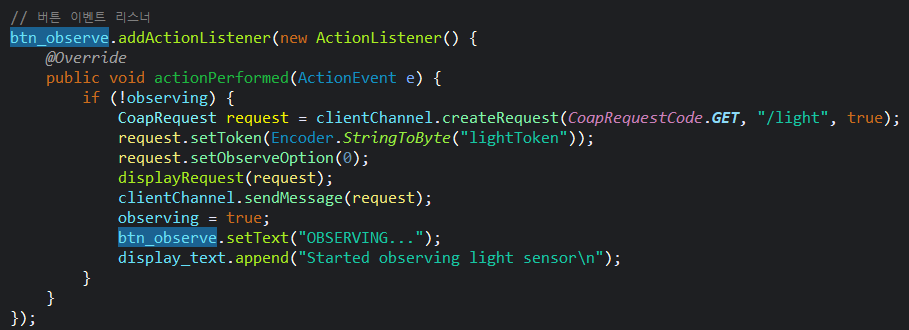 // 버튼 이벤트 리스너
btn_observe.addActionListener(new ActionListener() {
@Override
public void actionPerformed(ActionEvent e) {
if (!observing) {
CoapRequest request = clientChannel.createRequest(CoapRequestCode.GET, "/light", true);
request.setToken(Encoder.StringToByte("lightToken"));
request.setObserveOption(0);
displayRequest(request);
clientChannel.sendMessage(request);
observing = true;
btn_observe.setText("OBSERVING...");
display_text.append("Started observing light sensor\n");
}
}
});